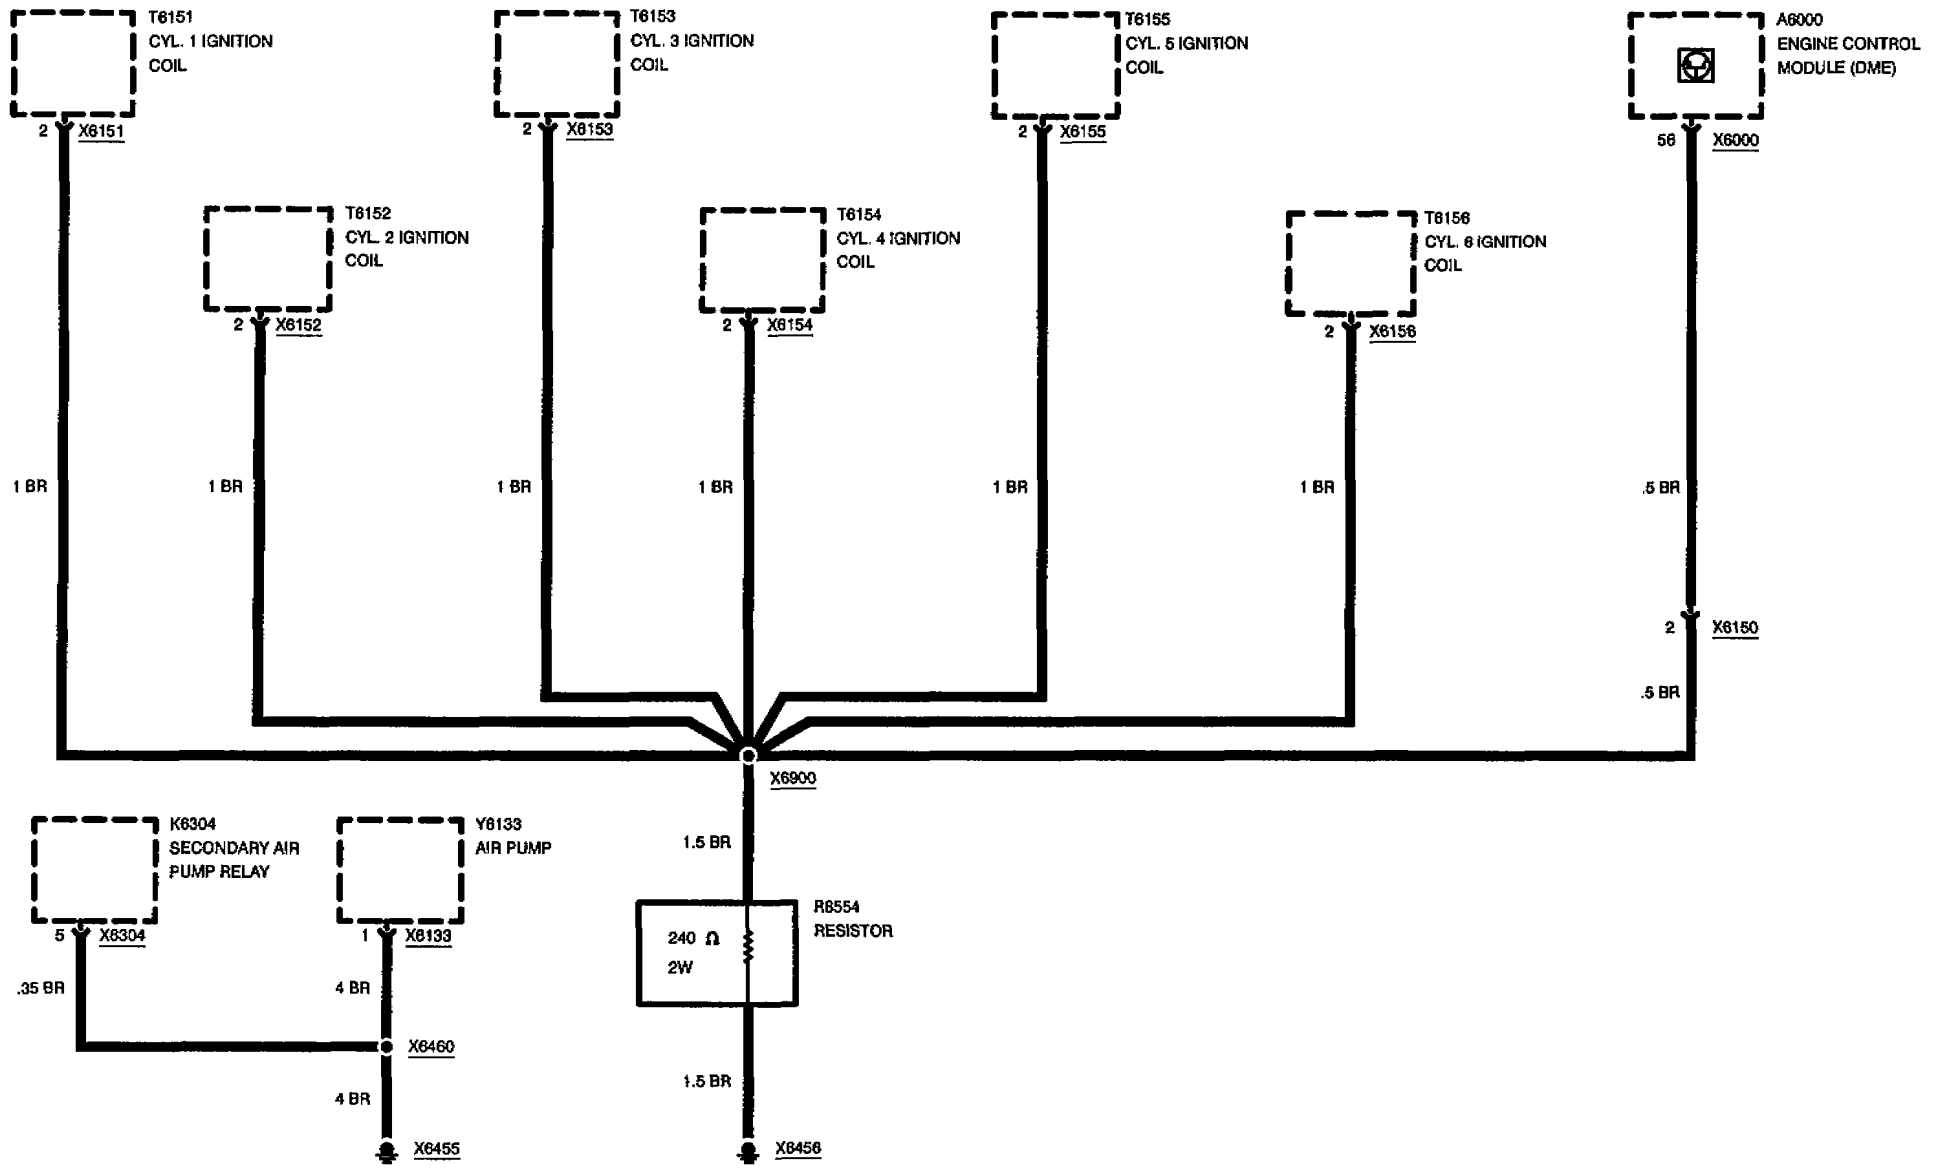 T6151
CYL. 1 IGNITION
COIL
2 X6151
T6153
CYL. 3 IGNITION
COIL
2 X6153
T6155
CYL. 5 IGNITION
COIL
2 X6155
A6000
ENGINE CONTROL
MODULE (DME)
56 X6000
T6152
CYL. 2 IGNITION
COIL
2 X6152
T6154
CYL. 4 IGNITION
COIL
2 X6154
T6156
CYL. 6 IGNITION
COIL
2 X6156
1 BR
1 BR
1 BR
1 BR
1 BR
1 BR
.5 BR
2 X6150
.5 BR
X6900
K6304
SECONDARY AIR
PUMP RELAY
5 X6304
Y6133
AIR PUMP
1 X6133
1.5 BR
R8554
RESISTOR
240 Ω
2W
.35 BR
4 BR
X6460
4 BR
1.5 BR
X6455
X6456